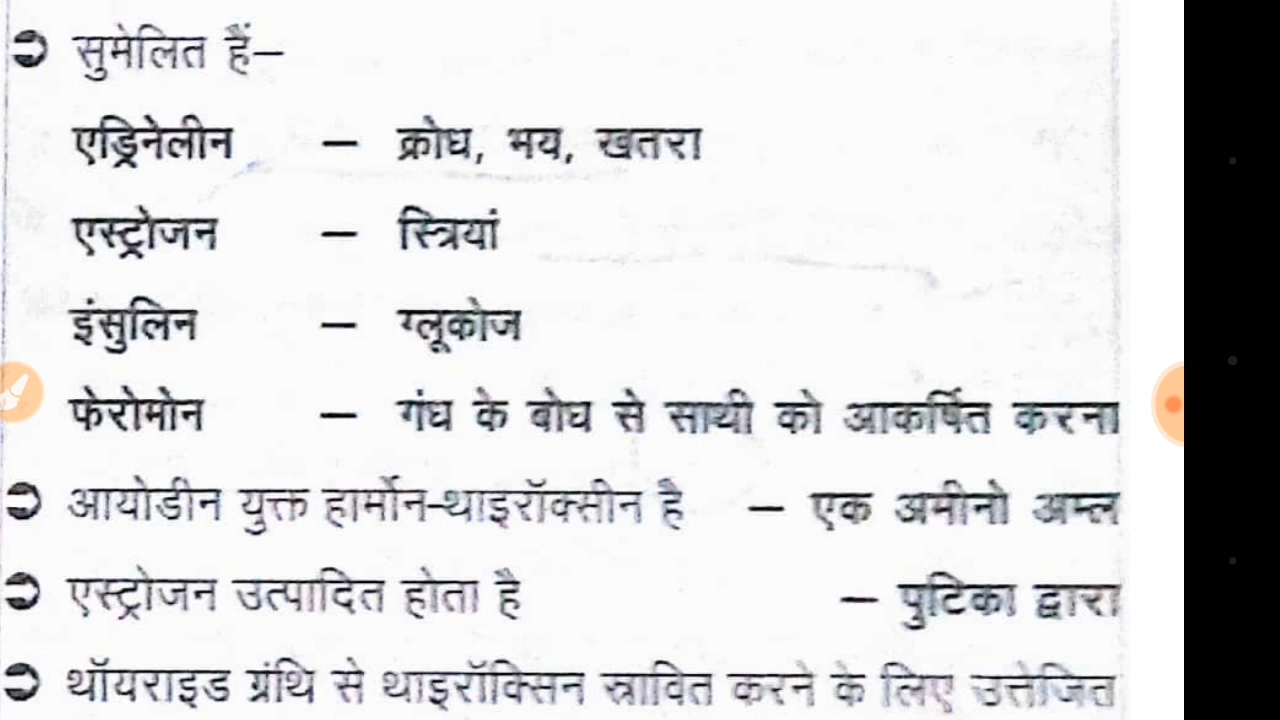 ➲ सुमेलित हैं–
एड्रिनेलीन – क्रोध, भय, खतरा
एस्ट्रोजन – स्त्रियां
इंसुलिन – ग्लूकोज
फेरोमोन – गंध के बोध से साथी को आकर्षित करना
➲ आयोडीन युक्त हार्मोन-थाइरॉक्सीन है – एक अमीनो अम्ल
➲ एस्ट्रोजन उत्पादित होता है – पुटिका द्वारा
➲ थॉयराइड ग्रंथि से थाइरॉक्सिन स्रावित करने के लिए उत्तेजित